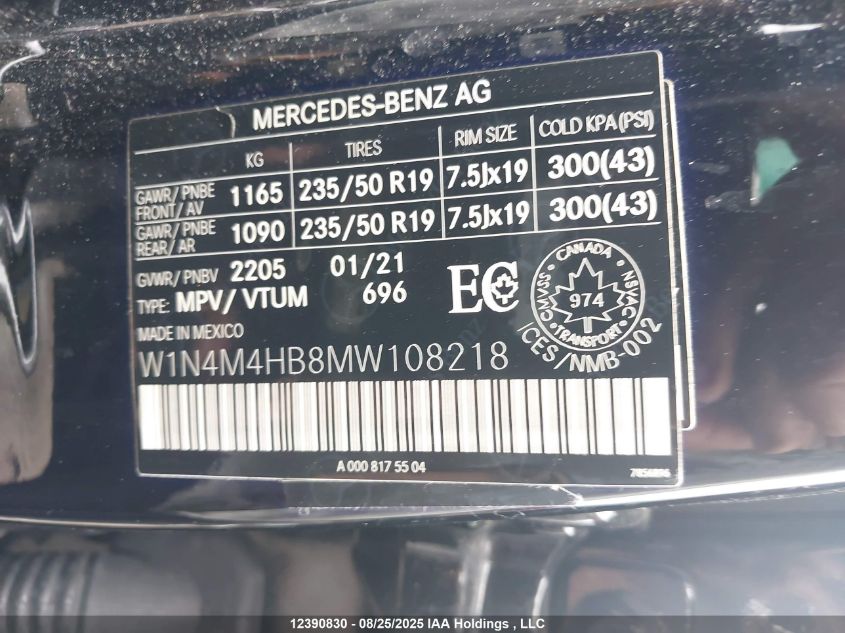 MERCEDES-BENZ AG
KG TIRES RIM SIZE COLD KPA(PSI)
GAWR/ PNBE FRONT/ AV 1165 235/50 R19 7.5Jx19 300(43)
GAWR/ PNBE REAR/ AR 1090 235/50 R19 7.5Jx19 300(43)
GVWR/ PNBV 2205 01/21
TYPE: MPV/ VTUM 696
EC
CANADA
CMVSS 974 NSVAC
TRANSPORT
ICES/NMB-002
MADE IN MEXICO
W1N4M4HB8MW108218
A 000 817 55 04
12390830 - 08/25/2025 IAA Holdings , LLC